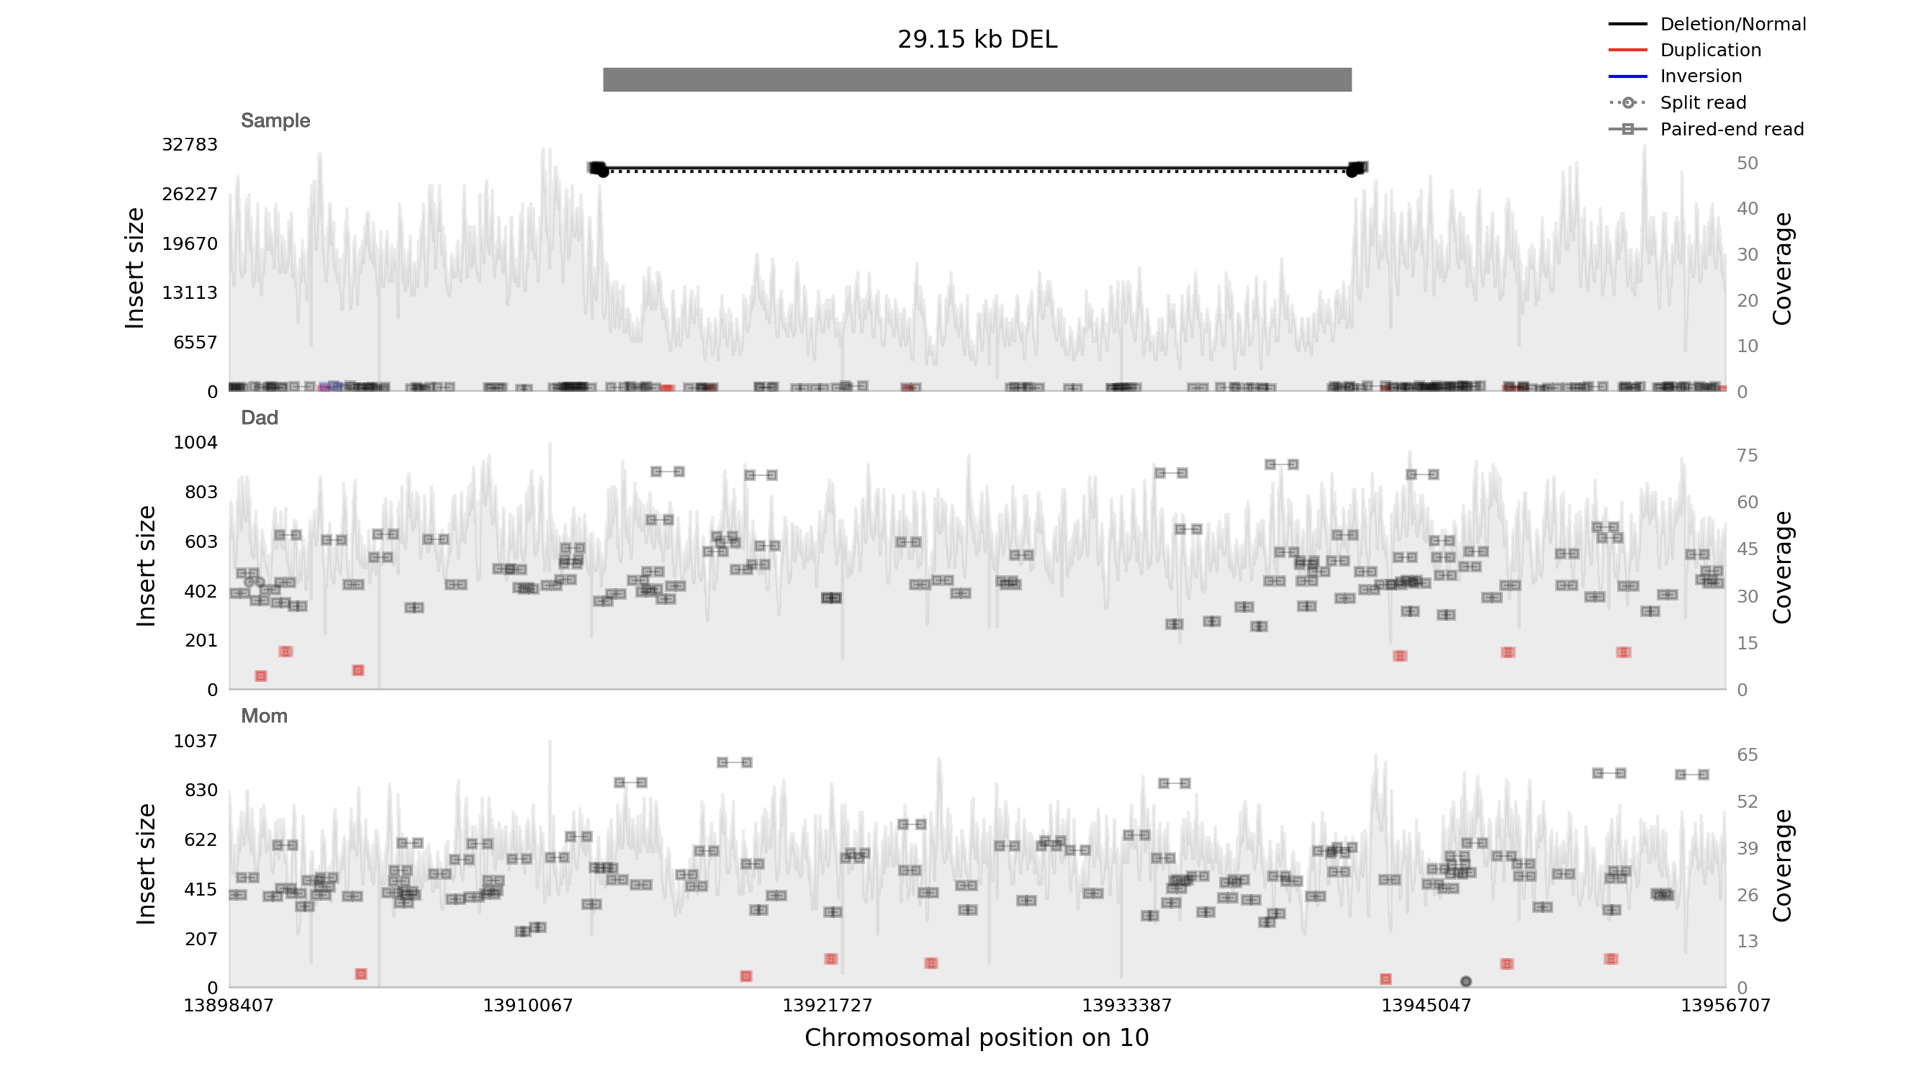 29.15 kb DEL
Deletion/Normal
Duplication
Inversion
Split read
Paired-end read
Sample
32783
26227
19670
13113
6557
0
Insert size
50
40
30
20
10
0
Coverage
Dad
1004
803
603
402
201
0
Insert size
75
60
45
30
15
0
Coverage
Mom
1037
830
622
415
207
0
Insert size
65
52
39
26
13
0
Coverage
13898407 13910067 13921727 13933387 13945047 13956707
Chromosomal position on 10